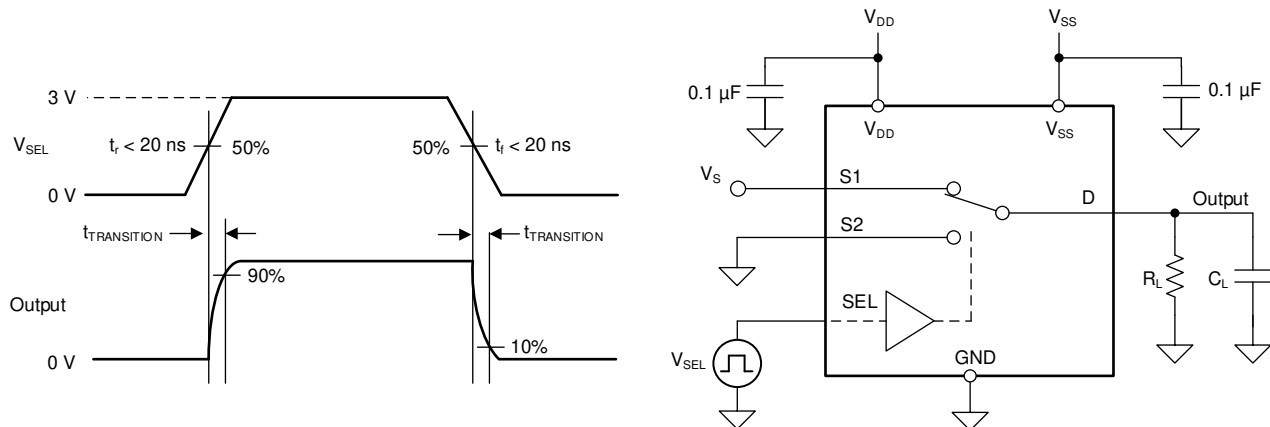 3 V
V_SEL
t_r < 20 ns
50%
50%
t_f < 20 ns
0 V
t_TRANSITION
t_TRANSITION
90%
Output
10%
0 V
V_DD
V_SS
0.1 µF
0.1 µF
V_DD
V_SS
V_S
S1
D
Output
S2
R_L
C_L
SEL
V_SEL
GND